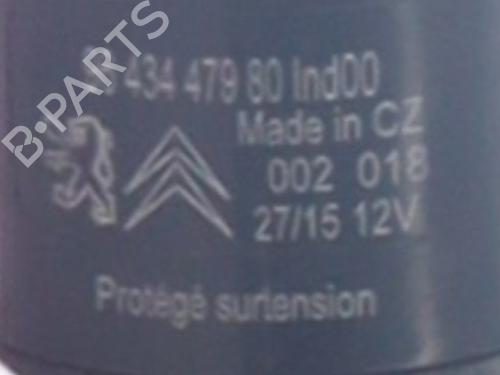 B-PARTS
434 479 80 Ind00
Made in CZ
002 018
27/15 12V
Protégé surtension